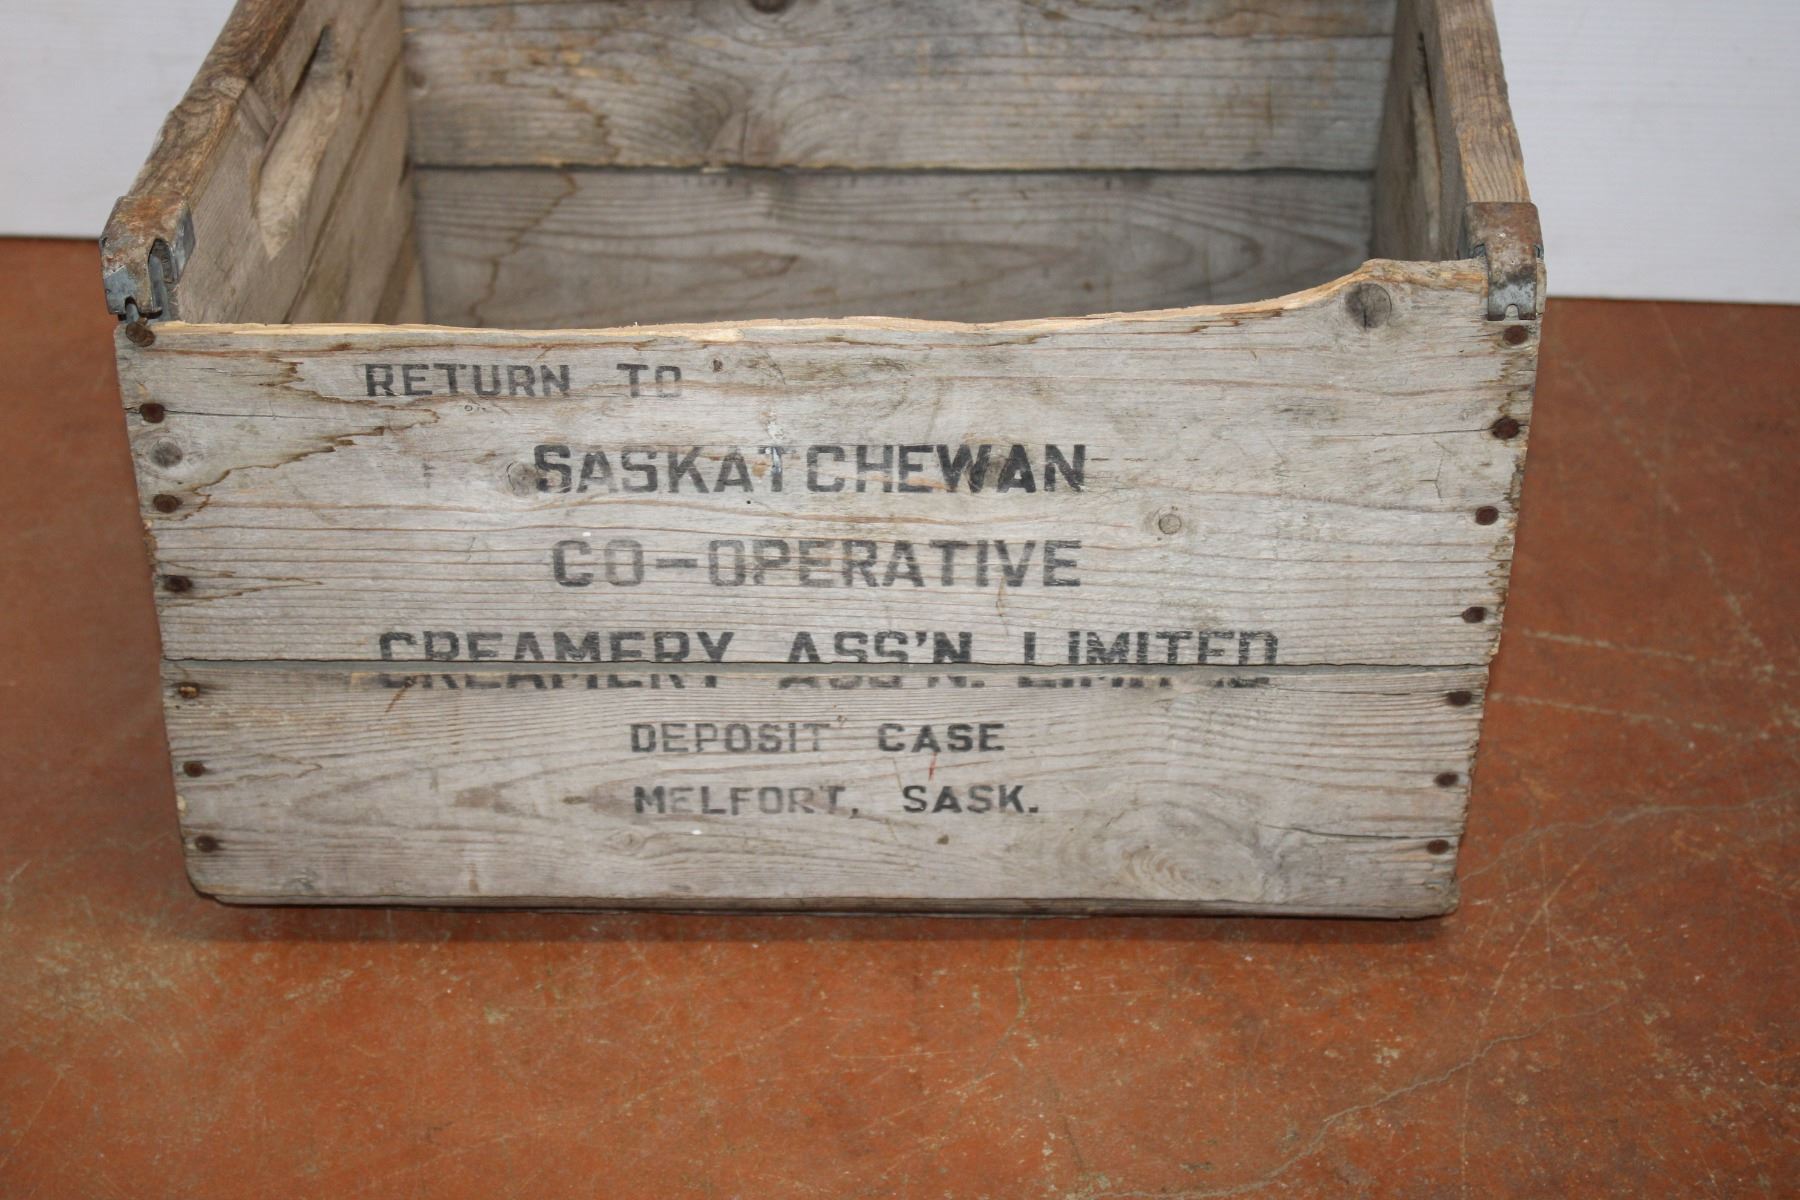 RETURN TO
SASKATCHEWAN
CO-OPERATIVE
CREAMERY ASS'N. LIMITED
DEPOSIT CASE
MELFORT, SASK.